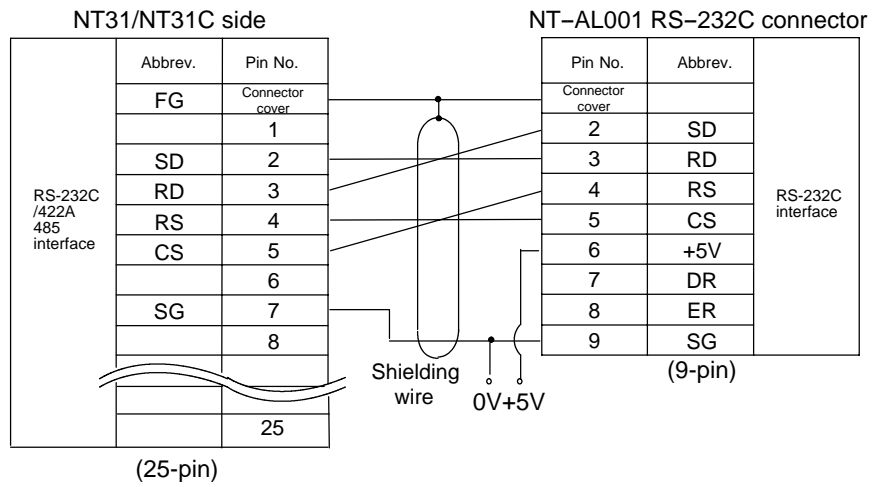 NT31/NT31C side
NT−AL001 RS−232C connector
Abbrev. Pin No.
FG Connector cover
1
SD 2
RD 3
RS 4
CS 5
6
SG 7
8
25
RS-232C
/422A
485
interface
(25-pin)
Shielding
wire
0V+5V
Pin No. Abbrev.
Connector
cover
2 SD
3 RD
4 RS
5 CS
6 +5V
7 DR
8 ER
9 SG
RS-232C
interface
(9-pin)